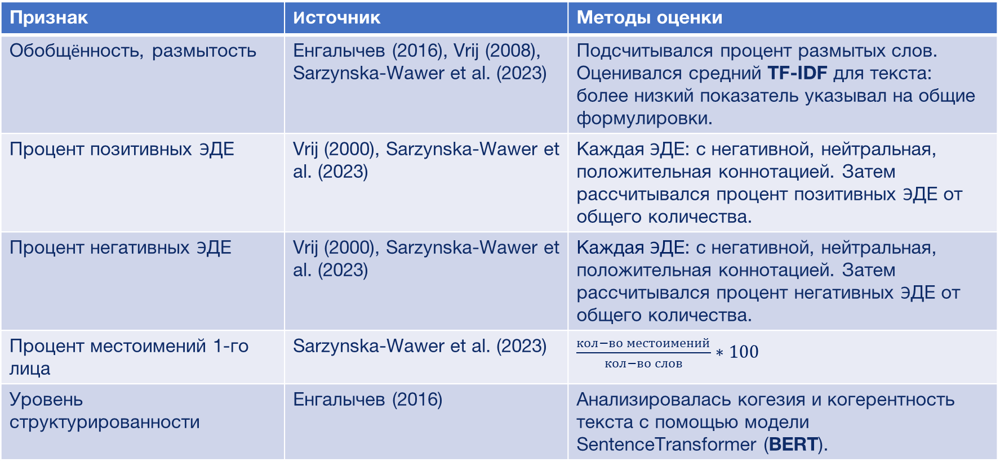 Признак
Источник
Методы оценки
Обобщённость, размытость
Енгалычев (2016), Vrij (2008),
Sarzynska-Wawer et al. (2023)
Подсчитывался процент размытых слов.
Оценивался средний TF-IDF для текста:
более низкий показатель указывал на общие
формулировки.
Процент позитивных ЭДЕ
Vrij (2000), Sarzynska-Wawer et
al. (2023)
Каждая ЭДЕ: с негативной, нейтральная,
положительная коннотацией. Затем
рассчитывался процент позитивных ЭДЕ от
общего количества.
Процент негативных ЭДЕ
Vrij (2000), Sarzynska-Wawer et
al. (2023)
Каждая ЭДЕ: с негативной, нейтральная,
положительная коннотацией. Затем
рассчитывался процент негативных ЭДЕ от
общего количества.
Процент местоимений 1-го
лица
Sarzynska-Wawer et al. (2023)
кол−во местоимений
кол−во слов
∗ 100
Уровень
структурированности
Енгалычев (2016)
Анализировалась когезия и когерентность
текста с помощью модели
SentenceTransformer (BERT).